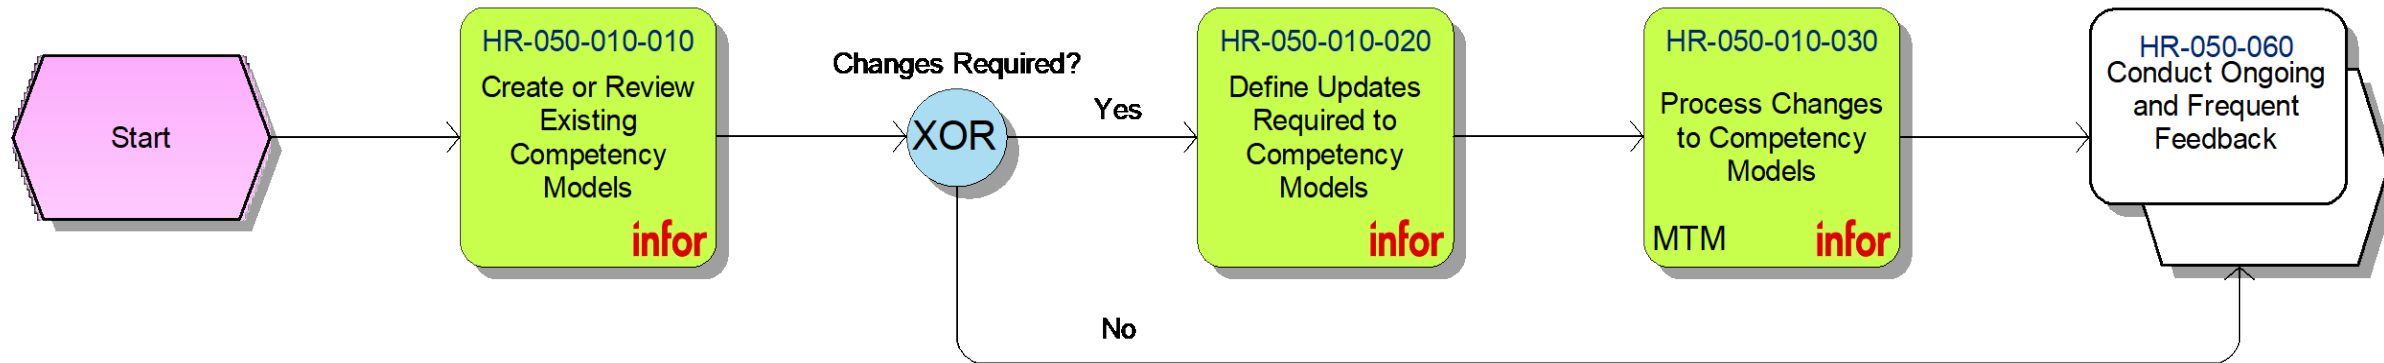 Start
HR-050-010-010
Create or Review
Existing
Competency
Models
infor
Changes Required?
XOR
Yes
No
HR-050-010-020
Define Updates
Required to
Competency
Models
infor
HR-050-010-030
Process Changes
to Competency
Models
MTM
infor
HR-050-060
Conduct Ongoing
and Frequent
Feedback